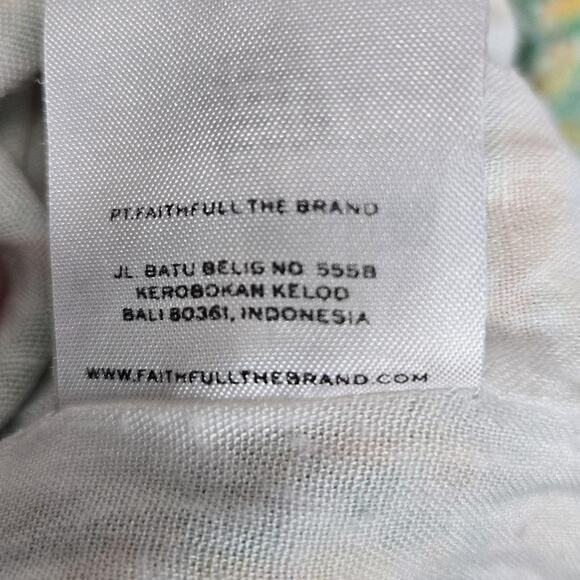 PT.FAITHFULL THE BRAND
JL. BATU BELIG NO. 555B
KEROBOKAN KELOD
BALI 80361, INDONESIA
WWW.FAITHFULLTHEBRAND.COM